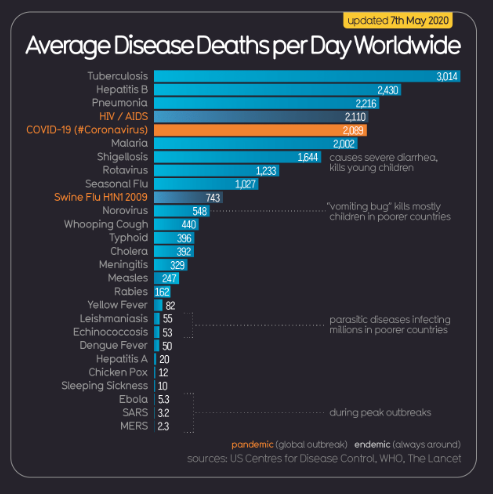 updated 7th May 2020
Average Disease Deaths per Day Worldwide
Tuberculosis 3,014
Hepatitis B 2,430
Pneumonia 2,216
HIV / AIDS 2,110
COVID-19 (#Coronavirus) 2,089
Malaria 2,002
Shigellosis 1,644 causes severe diarrhea,
kills young children
Rotavirus 1,233
Seasonal Flu 1,027
Swine Flu H1N1 2009 743
Norovirus 548 "vomiting bug" kills mostly
children in poorer countries
Whooping Cough 440
Typhoid 396
Cholera 392
Meningitis 329
Measles 247
Rabies 162
Yellow Fever 82
Leishmaniasis 55 parasitic diseases infecting
Echinococcosis 53 millions in poorer countries
Dengue Fever 50
Hepatitis A 20
Chicken Pox 12
Sleeping Sickness 10
Ebola 5.3
SARS 3.2 during peak outbreaks
MERS 2.3
pandemic (global outbreak) endemic (always around)
sources: US Centres for Disease Control, WHO, The Lancet